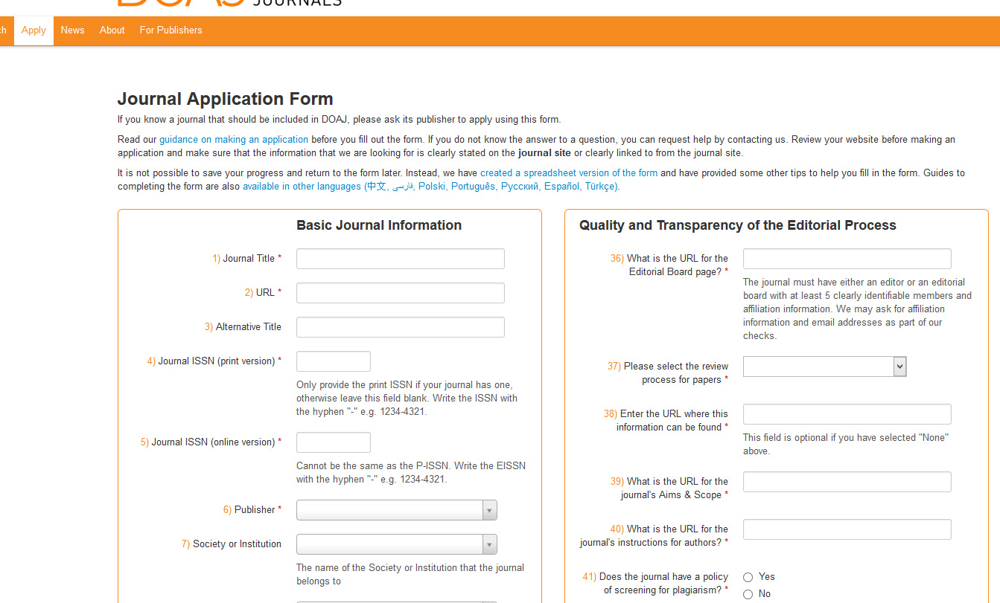 DOAJ JOURNALS
ch Apply News About For Publishers
Journal Application Form
If you know a journal that should be included in DOAJ, please ask its publisher to apply using this form.
Read our guidance on making an application before you fill out the form. If you do not know the answer to a question, you can request help by contacting us. Review your website before making an
application and make sure that the information that we are looking for is clearly stated on the journal site or clearly linked to from the journal site.
It is not possible to save your progress and return to the form later. Instead, we have created a spreadsheet version of the form and have provided some other tips to help you fill in the form. Guides to
completing the form are also available in other languages (中文, فارسی, Polski, Português, Русский, Español, Türkçe).
Basic Journal Information
1) Journal Title *
2) URL *
3) Alternative Title
4) Journal ISSN (print version) *
Only provide the print ISSN if your journal has one,
otherwise leave this field blank. Write the ISSN with
the hyphen "-" e.g. 1234-4321.
5) Journal ISSN (online version) *
Cannot be the same as the P-ISSN. Write the EISSN
with the hyphen "-" e.g. 1234-4321.
6) Publisher *
7) Society or Institution
The name of the Society or Institution that the journal
belongs to
Quality and Transparency of the Editorial Process
36) What is the URL for the
Editorial Board page? *
The journal must have either an editor or an editorial
board with at least 5 clearly identifiable members and
affiliation information. We may ask for affiliation
information and email addresses as part of our
checks.
37) Please select the review
process for papers *
38) Enter the URL where this
information can be found *
This field is optional if you have selected "None"
above.
39) What is the URL for the
journal's Aims & Scope *
40) What is the URL for the
journal's instructions for authors? *
41) Does the journal have a policy
of screening for plagiarism? *
Yes
No